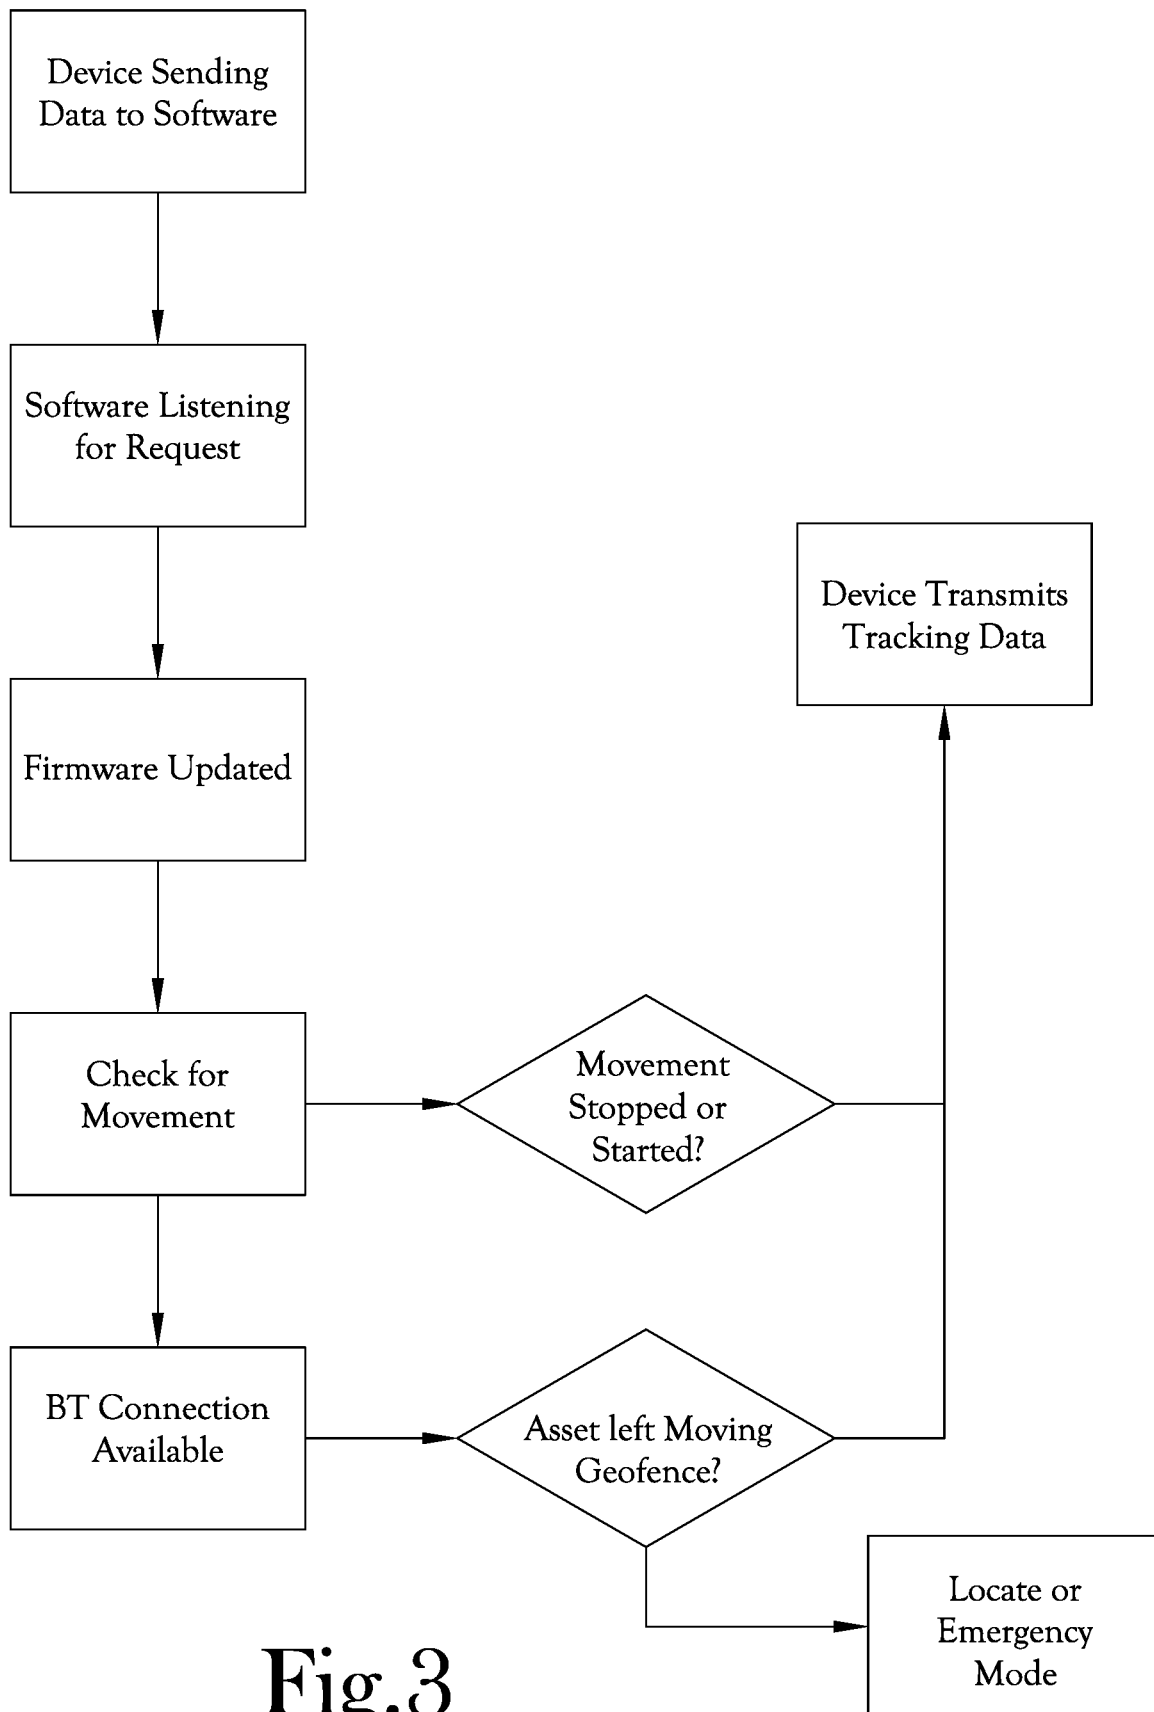 Device Sending
Data to Software
Software Listening
for Request
Device Transmits
Tracking Data
Firmware Updated
Check for
Movement
Movement
Stopped or
Started?
BT Connection
Available
Asset left Moving
Geofence?
Locate or
Emergency
Mode
Fig.3